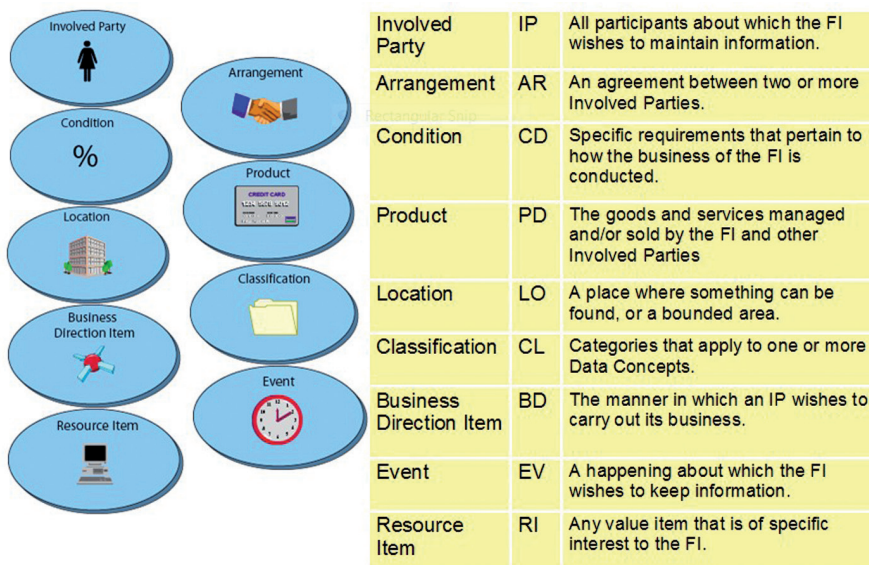 Involved Party
Arrangement
Condition
%
Product
CREDIT CARD
Location
Classification
Business
Direction Item
Event
Resource Item
Rectangular Snip
Involved
Party
IP
All participants about which the FI
wishes to maintain information.
Arrangement
AR
An agreement between two or more
Involved Parties.
Condition
CD
Specific requirements that pertain to
how the business of the FI is
conducted.
Product
PD
The goods and services managed
and/or sold by the FI and other
Involved Parties
Location
LO
A place where something can be
found, or a bounded area.
Classification
CL
Categories that apply to one or more
Data Concepts.
Business
Direction Item
BD
The manner in which an IP wishes to
carry out its business.
Event
EV
A happening about which the FI
wishes to keep information.
Resource
Item
RI
Any value item that is of specific
interest to the FI.